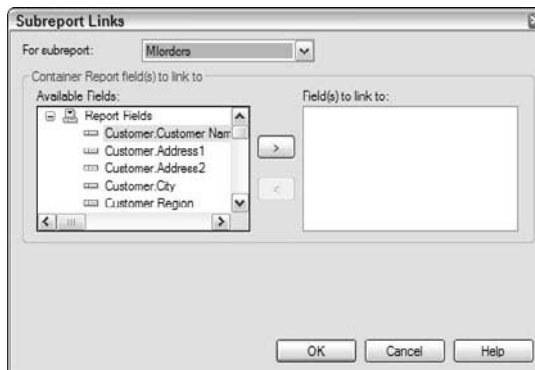 Subreport Links
For subreport:
MIorders
Container Report field(s) to link to
Available Fields:
Field(s) to link to:
Report Fields
Customer.Customer Nam
Customer.Address1
Customer.Address2
Customer.City
Customer.Region
>
<
OK
Cancel
Help